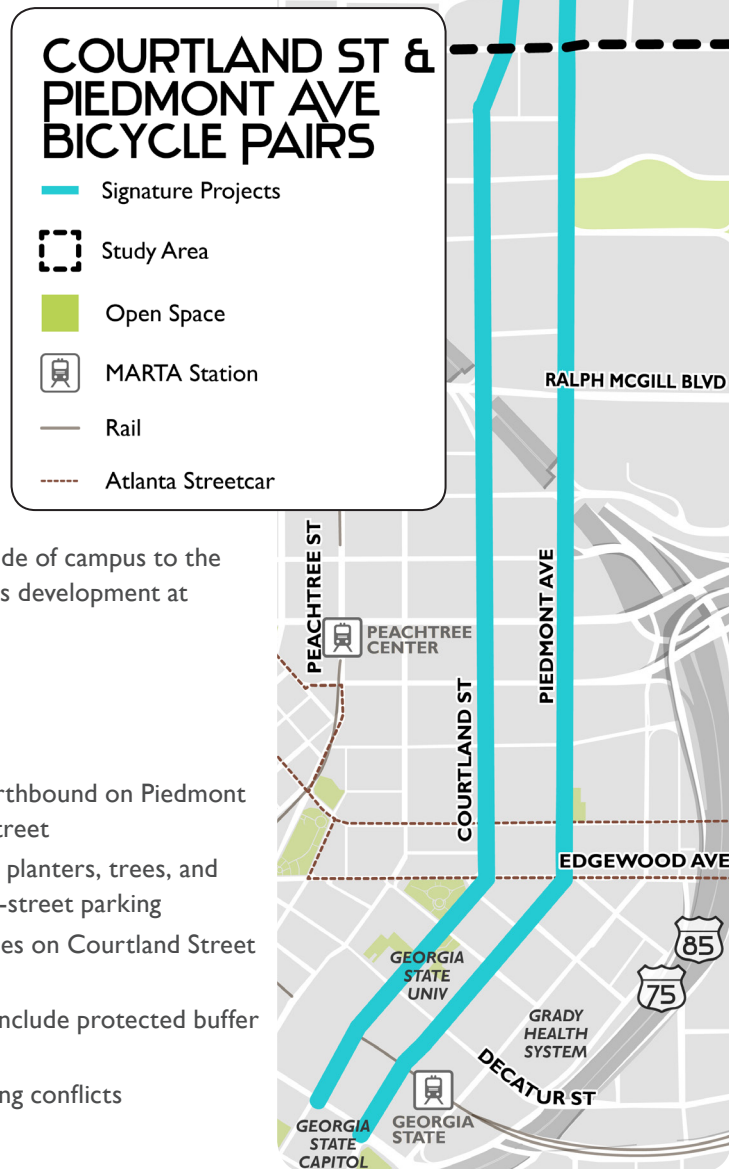 COURTLAND ST &
PIEDMONT AVE
BICYCLE PAIRS
Signature Projects
Study Area
Open Space
MARTA Station
Rail
Atlanta Streetcar
de of campus to the
s development at
rthbound on Piedmont
treet
planters, trees, and
-street parking
es on Courtland Street
nclude protected buffer
ng conflicts
RALPH MCGILL BLVD
PEACHTREE ST
PEACHTREE
CENTER
PIEDMONT AVE
COURTLAND ST
EDGEWOOD AVE
GEORGIA
STATE
UNIV
85
75
GRADY
HEALTH
SYSTEM
DECATUR ST
GEORGIA
STATE
GEORGIA
STATE
CAPITOL